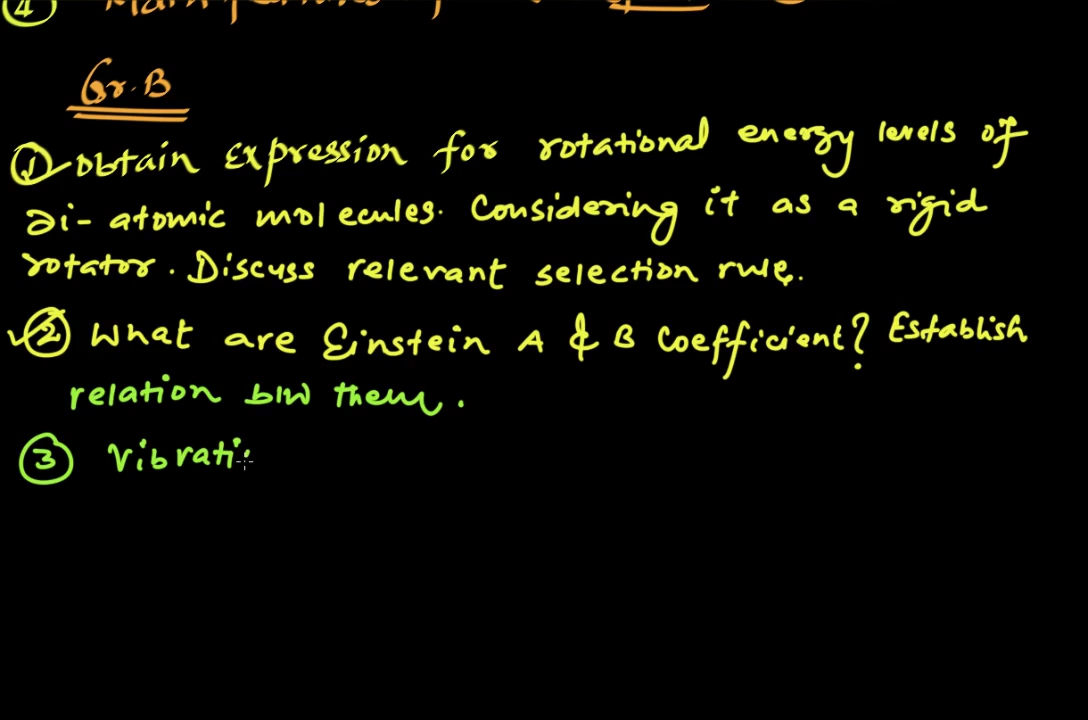 4
Gr. B
1 obtain expression for rotational energy levels of
di-atomic molecules. Considering it as a rigid
rotator. Discuss relevant selection rule.
2 What are Einstein A & B Coefficient? Establish
relation b/w them.
3 Vibrati